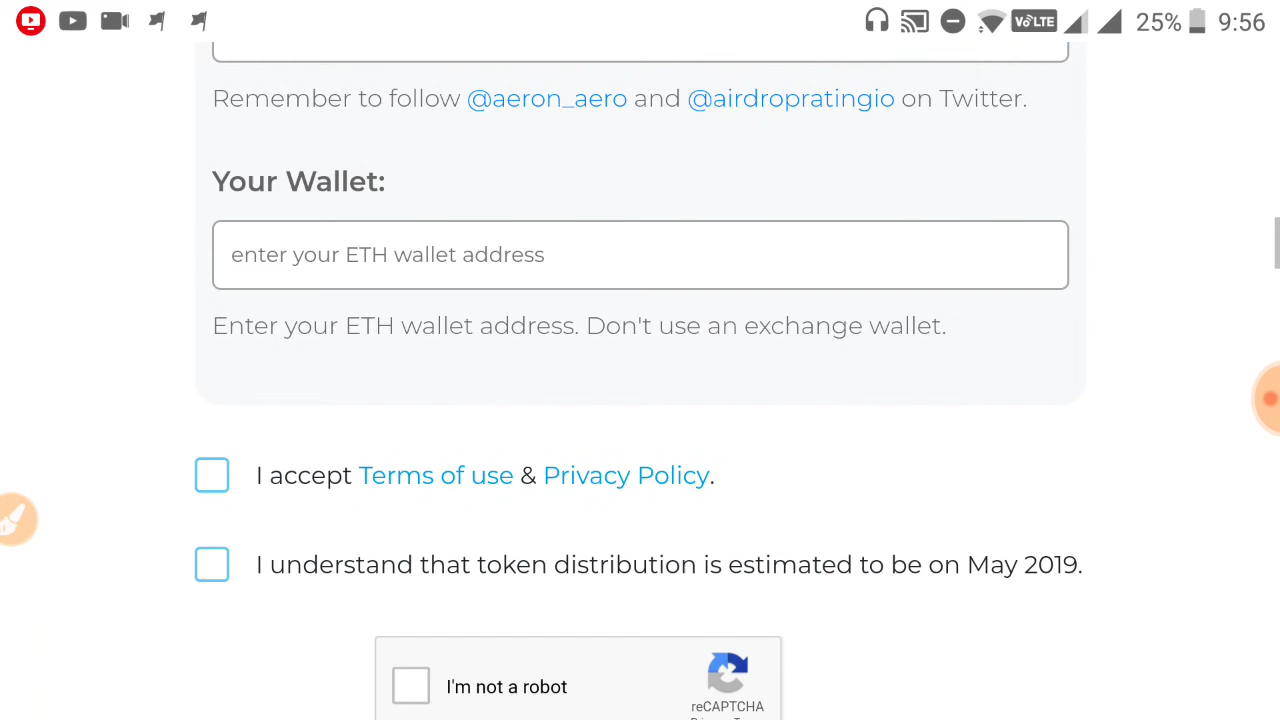 VoLTE 25% 9:56
Remember to follow @aeron_aero and @airdropratingio on Twitter.
Your Wallet:
enter your ETH wallet address
Enter your ETH wallet address. Don't use an exchange wallet.
I accept Terms of use & Privacy Policy.
I understand that token distribution is estimated to be on May 2019.
I'm not a robot
reCAPTCHA